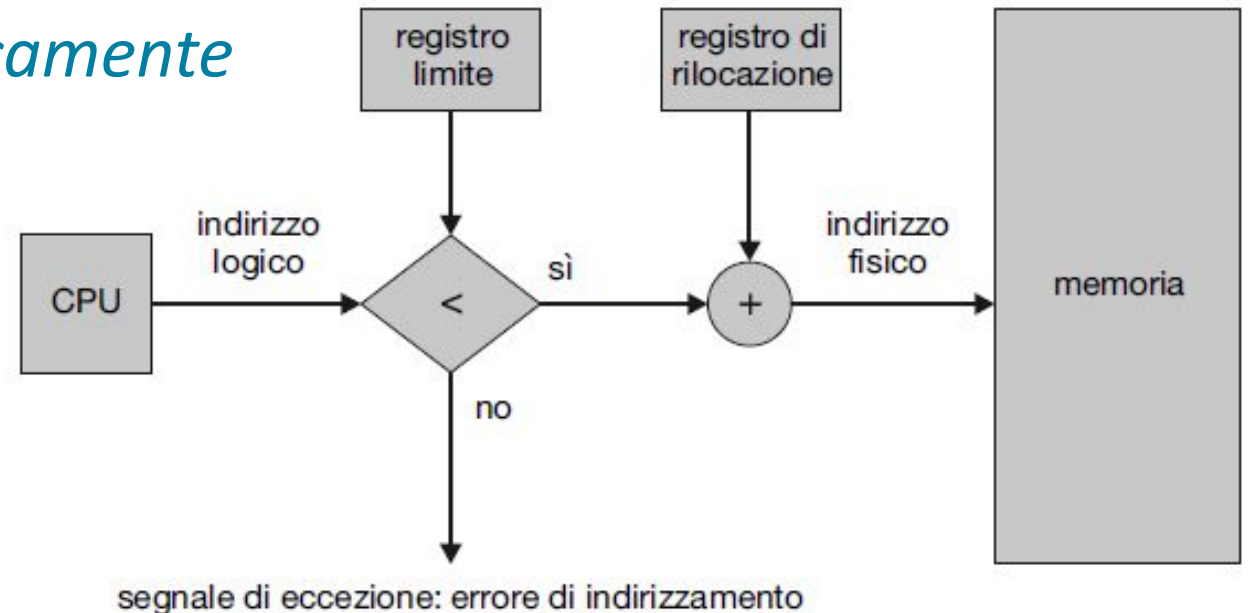 camente
registro
limite
registro di
rilocazione
indirizzo
logico
indirizzo
fisico
CPU
<
sì
+
memoria
no
segnale di eccezione: errore di indirizzamento